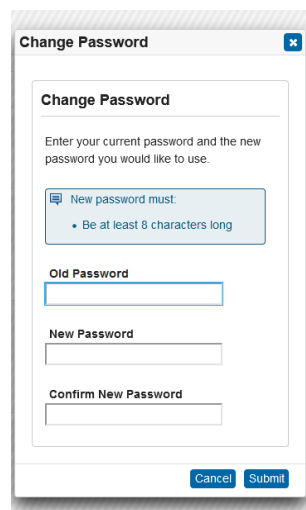 Change Password
Change Password
Enter your current password and the new
password you would like to use.
New password must:
• Be at least 8 characters long
Old Password
New Password
Confirm New Password
Cancel Submit